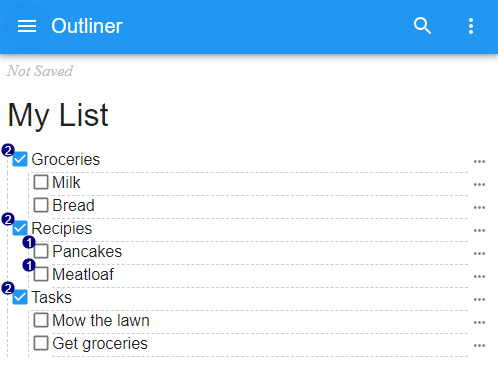 Outliner
Not Saved
My List
2 Groceries
Milk
Bread
2 Recipies
1 Pancakes
1 Meatloaf
2 Tasks
Mow the lawn
Get groceries